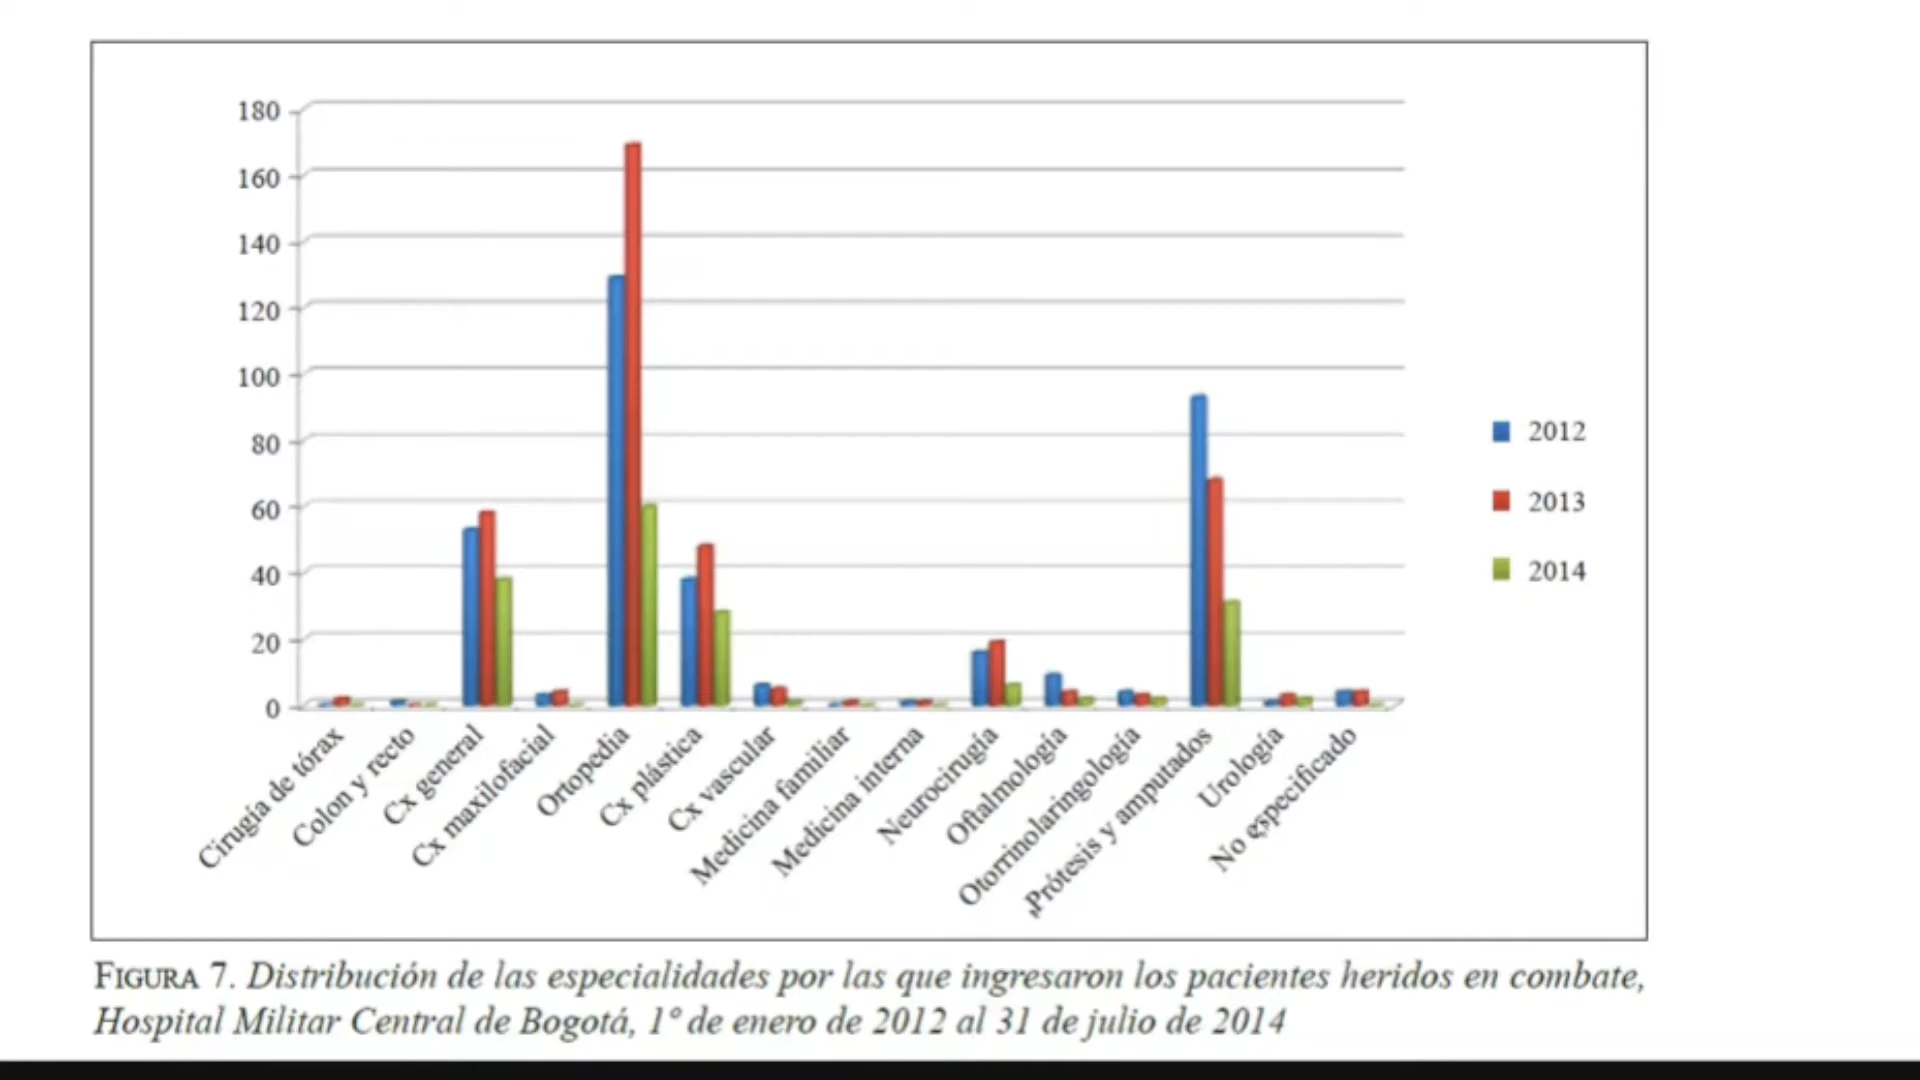 180
160
140
120
100
80
60
40
20
0
2012
2013
2014
Cirugía de tórax
Colon y recto
Cx general
Cx maxilofacial
Ortopedia
Cx plástica
Cx vascular
Medicina familiar
Medicina interna
Neurocirugía
Oftalmología
Otorrinolaringología
,Prótesis y amputados
Urología
No especificado
FIGURA 7. Distribución de las especialidades por las que ingresaron los pacientes heridos en combate,
Hospital Militar Central de Bogotá, 1° de enero de 2012 al 31 de julio de 2014